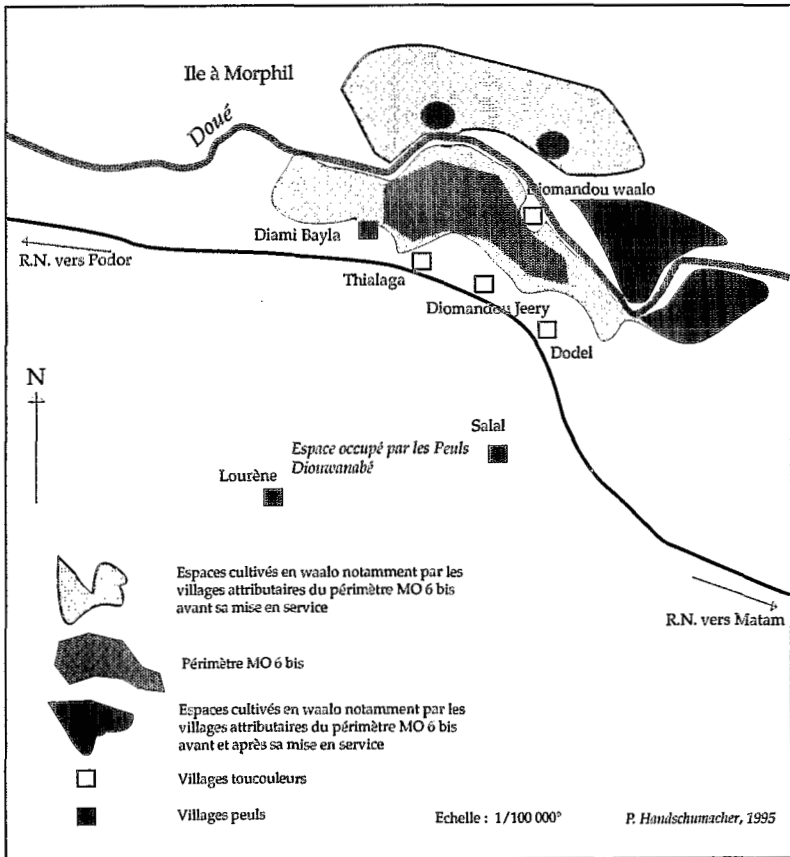 Ile à Morphil
Doué
Diomandou waalo
Diami Bayla
R.N. vers Podor
Thialaga
Diomandou Jeery
Dodel
N
Salal
Espace occupé par les Peuls
Diouwanabé
Lourène
Espaces cultivés en waalo notamment par les
villages attributaires du périmètre MO 6 bis
avant sa mise en service
R.N. vers Matam
Périmètre MO 6 bis
Espaces cultivés en waalo notamment par les
villages attributaires du périmètre MO 6 bis
avant et après sa mise en service
Villages toucouleurs
Villages peuls
Echelle : 1/100 000°
P. Handschumacher, 1995